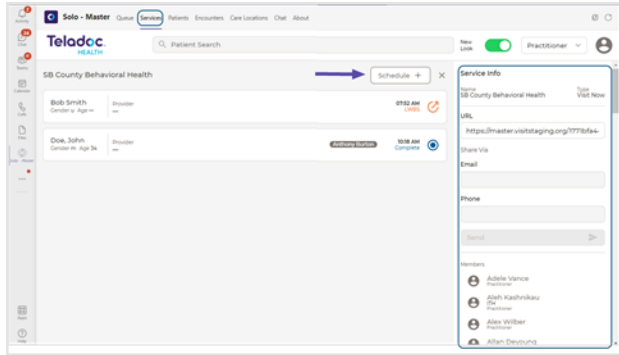 Activity
Solo - Master Queue Services Patients Encounters Care Locations Chat About
Chat
Teladoc
HEALTH
Patient Search
New
Look
Practitioner
Teams
SB County Behavioral Health
Schedule +
Service Info
Calendar
Name
SB County Behavioral Health
Type
Visit Now
Bob Smith
Gender u Age --
Provider
--
07:02 AM
LWBS
Calls
URL
https://master.visitstaging.org/
Files
Doe, John
Gender M Age 34
Provider
--
Anthony Burton
10:18 AM
Complete
Solo - Master
Share Via
Email
Phone
Send
Members
Adele Vance
Practitioner
Aleh Kashnikau
Practitioner
Alex Wilber
Practitioner
Allan Deyoung
Apps
Help